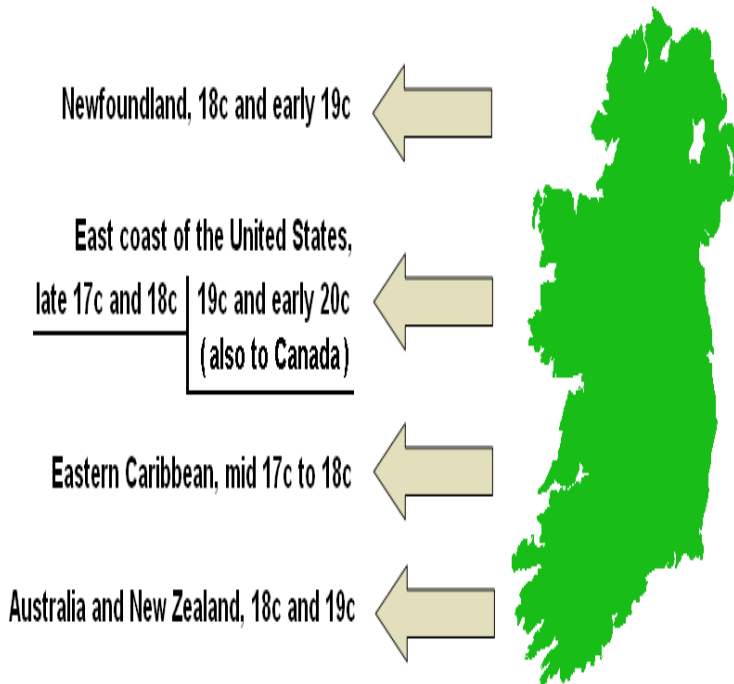 Newfoundland, 18c and early 19c
East coast of the United States,
late 17c and 18c
19c and early 20c
(also to Canada)
Eastern Caribbean, mid 17c to 18c
Australia and New Zealand, 18c and 19c